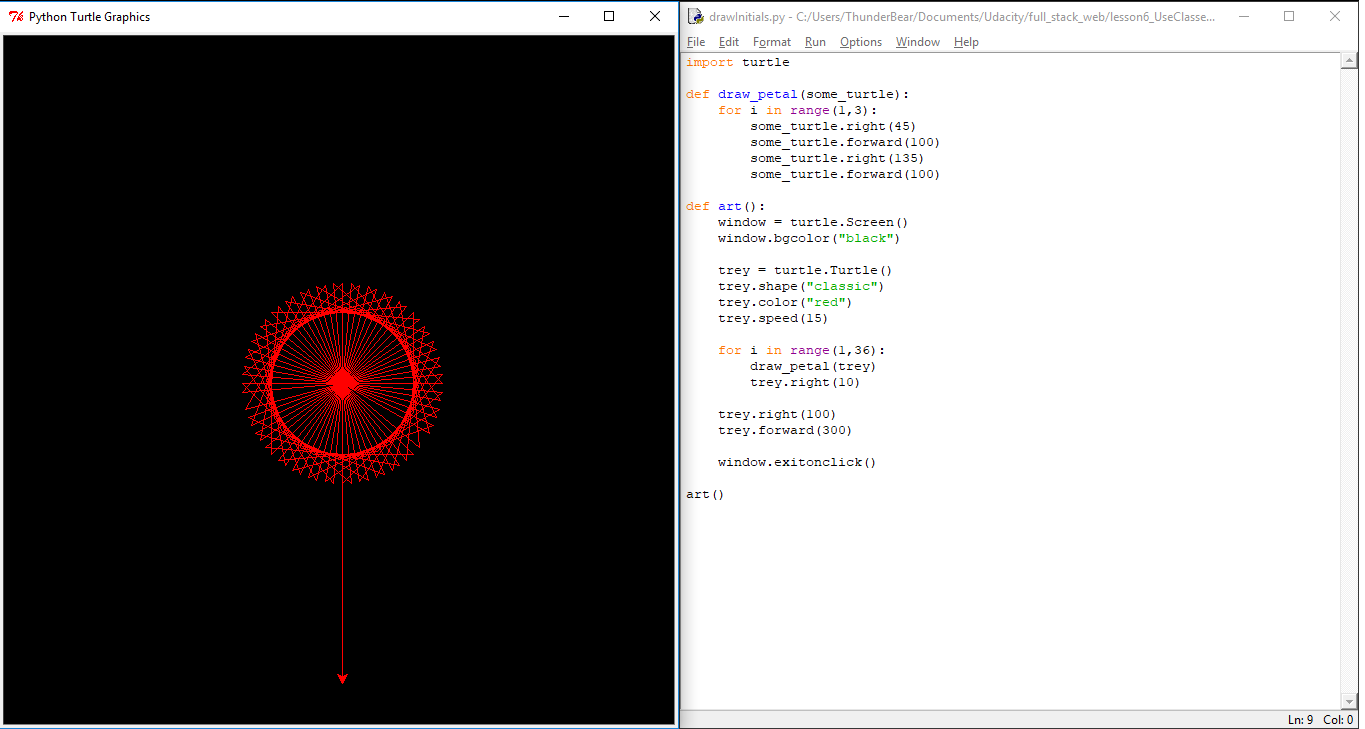 Python Turtle Graphics
drawInitials.py - C:/Users/ThunderBear/Documents/Udacity/full_stack_web/lesson6_UseClasse...
File Edit Format Run Options Window Help
import turtle
def draw_petal(some_turtle):
    for i in range(1,3):
        some_turtle.right(45)
        some_turtle.forward(100)
        some_turtle.right(135)
        some_turtle.forward(100)
def art():
    window = turtle.Screen()
    window.bgcolor("black")
    trey = turtle.Turtle()
    trey.shape("classic")
    trey.color("red")
    trey.speed(15)
    for i in range(1,36):
        draw_petal(trey)
        trey.right(10)
    trey.right(100)
    trey.forward(300)
    window.exitonclick()
art()
Ln: 9 Col: 0